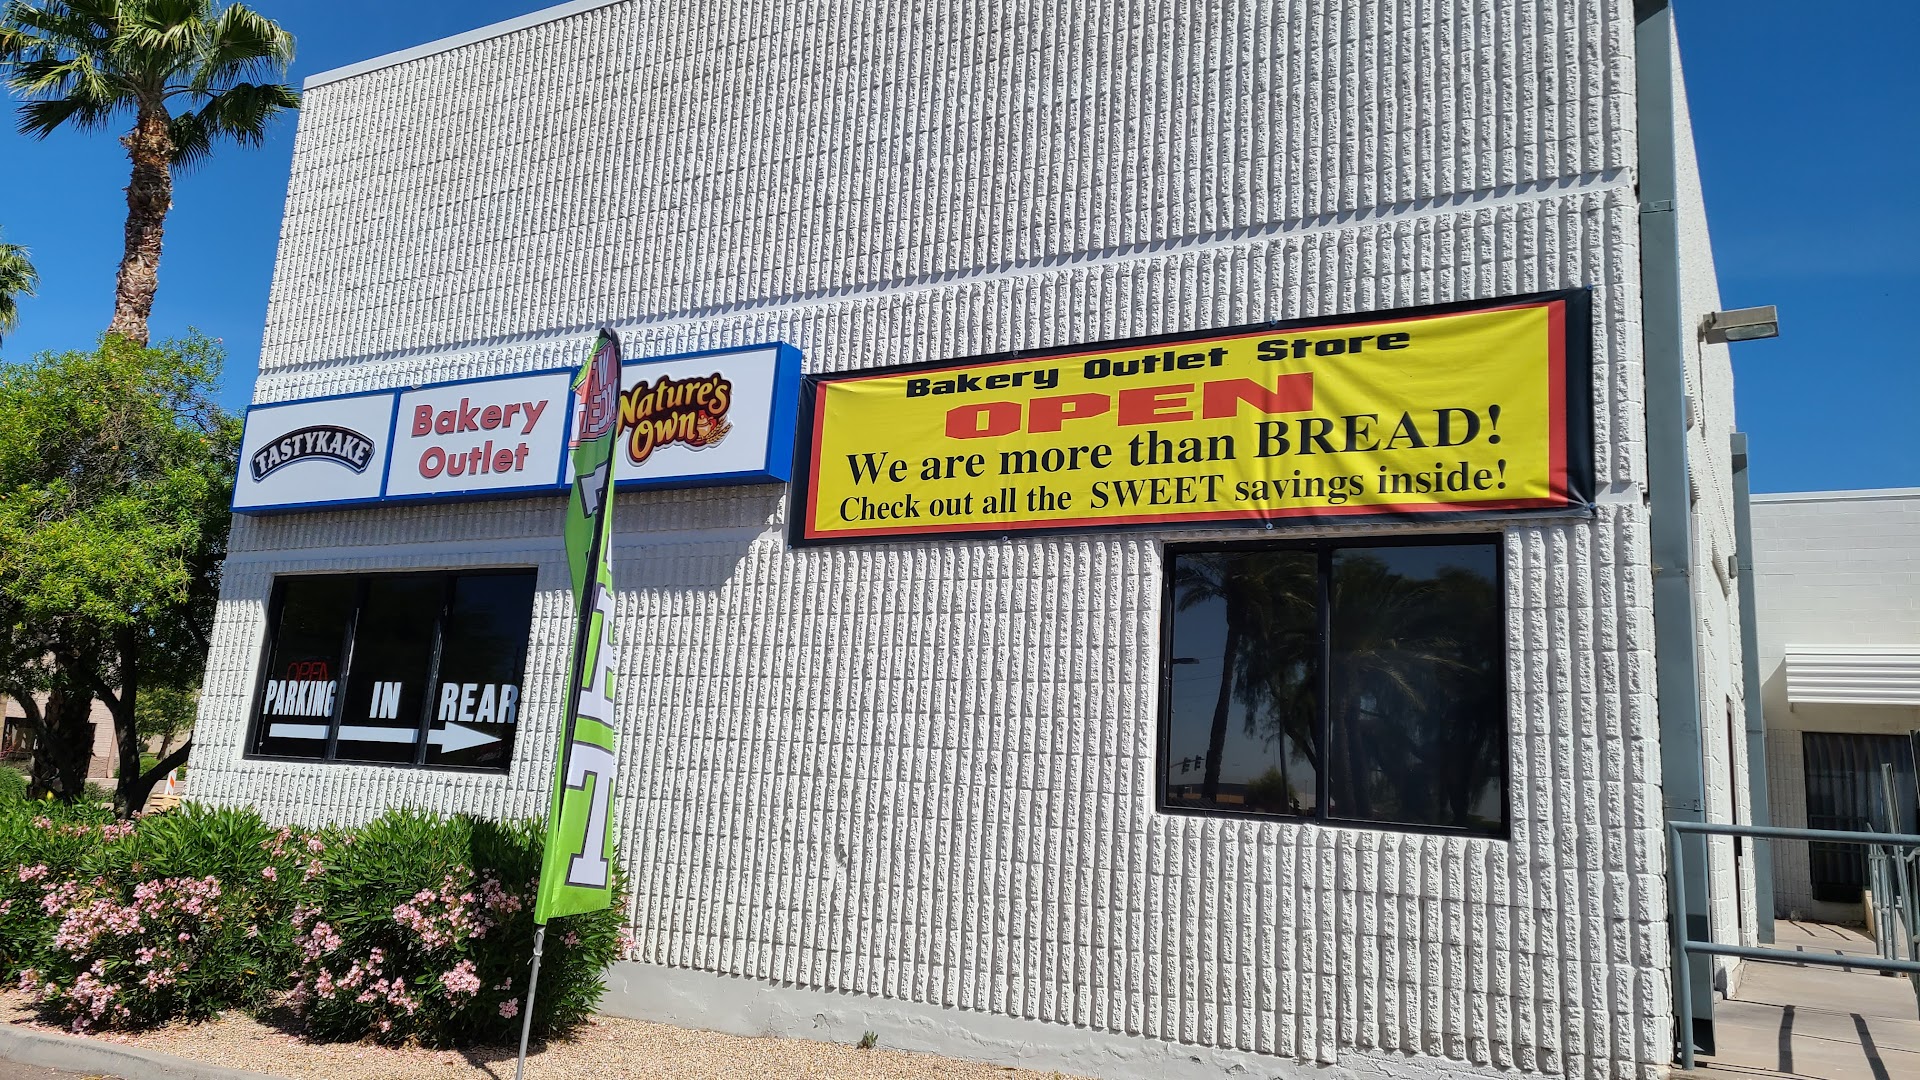 TASTYKAKE
Bakery
Outlet
Nature's
Own
Bakery Outlet Store
OPEN
We are more than BREAD!
Check out all the SWEET savings inside!
OPEN
PARKING IN REAR